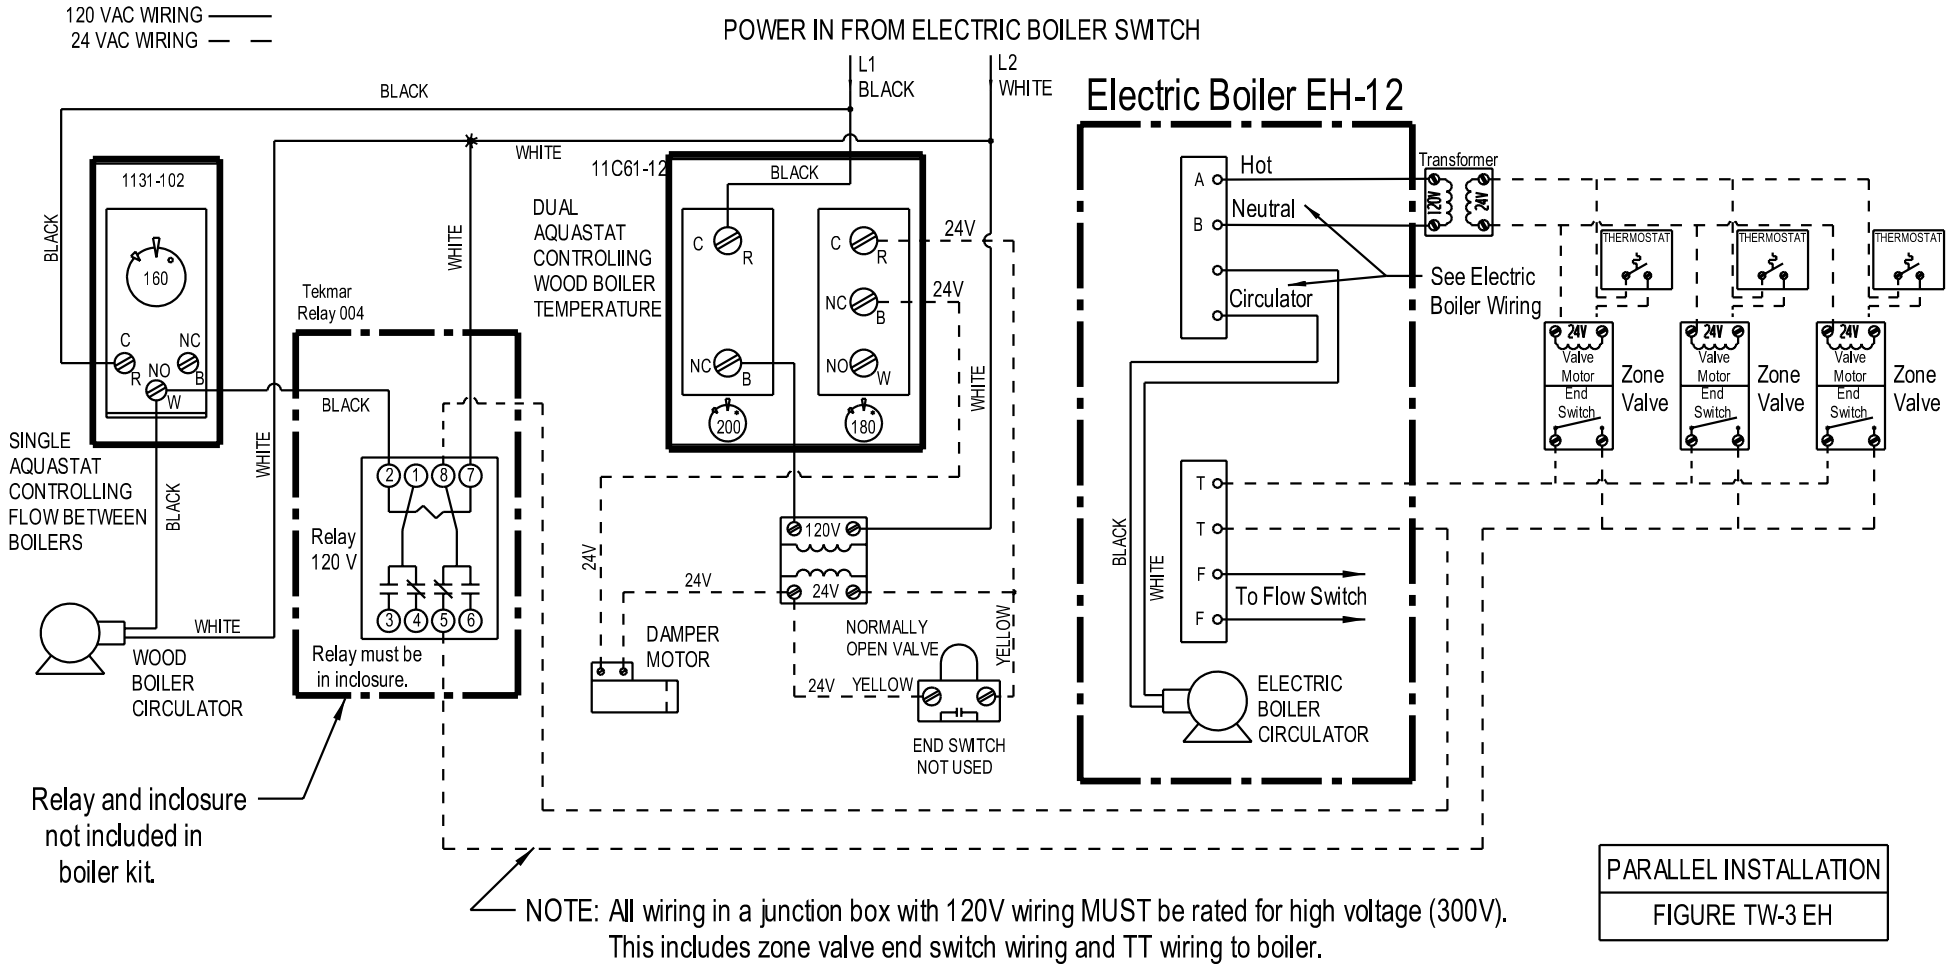 120 VAC WIRING
24 VAC WIRING
POWER IN FROM ELECTRIC BOILER SWITCH
L1
BLACK
L2
WHITE
BLACK
WHITE
BLACK
WHITE
1131-102
160
C
R
NO
W
NC
B
SINGLE
AQUASTAT
CONTROLLING
FLOW BETWEEN
BOILERS
BLACK
WHITE
WHITE
WOOD
BOILER
CIRCULATOR
Tekmar
Relay 004
BLACK
2
1
8
7
Relay
120 V
3
4
5
6
Relay must be
in inclosure.
Relay and inclosure
not included in
boiler kit.
11C61-12
DUAL
AQUASTAT
CONTROLIING
WOOD BOILER
TEMPERATURE
BLACK
C
R
NC
B
200
C
R
NC
B
NO
W
180
24V
24V
WHITE
120V
24V
24V
24V
DAMPER
MOTOR
NORMALLY
OPEN VALVE
24V
YELLOW
YELLOW
END SWITCH
NOT USED
Electric Boiler EH-12
A
Hot
B
Neutral
Circulator
See Electric
Boiler Wiring
T
T
F
To Flow Switch
F
BLACK
WHITE
ELECTRIC
BOILER
CIRCULATOR
Transformer
120V
24V
THERMOSTAT
THERMOSTAT
THERMOSTAT
24V
Valve
Motor
End
Switch
Zone
Valve
24V
Valve
Motor
End
Switch
Zone
Valve
24V
Valve
Motor
End
Switch
Zone
Valve
NOTE: All wiring in a junction box with 120V wiring MUST be rated for high voltage (300V).
This includes zone valve end switch wiring and TT wiring to boiler.
PARALLEL INSTALLATION
FIGURE TW-3 EH